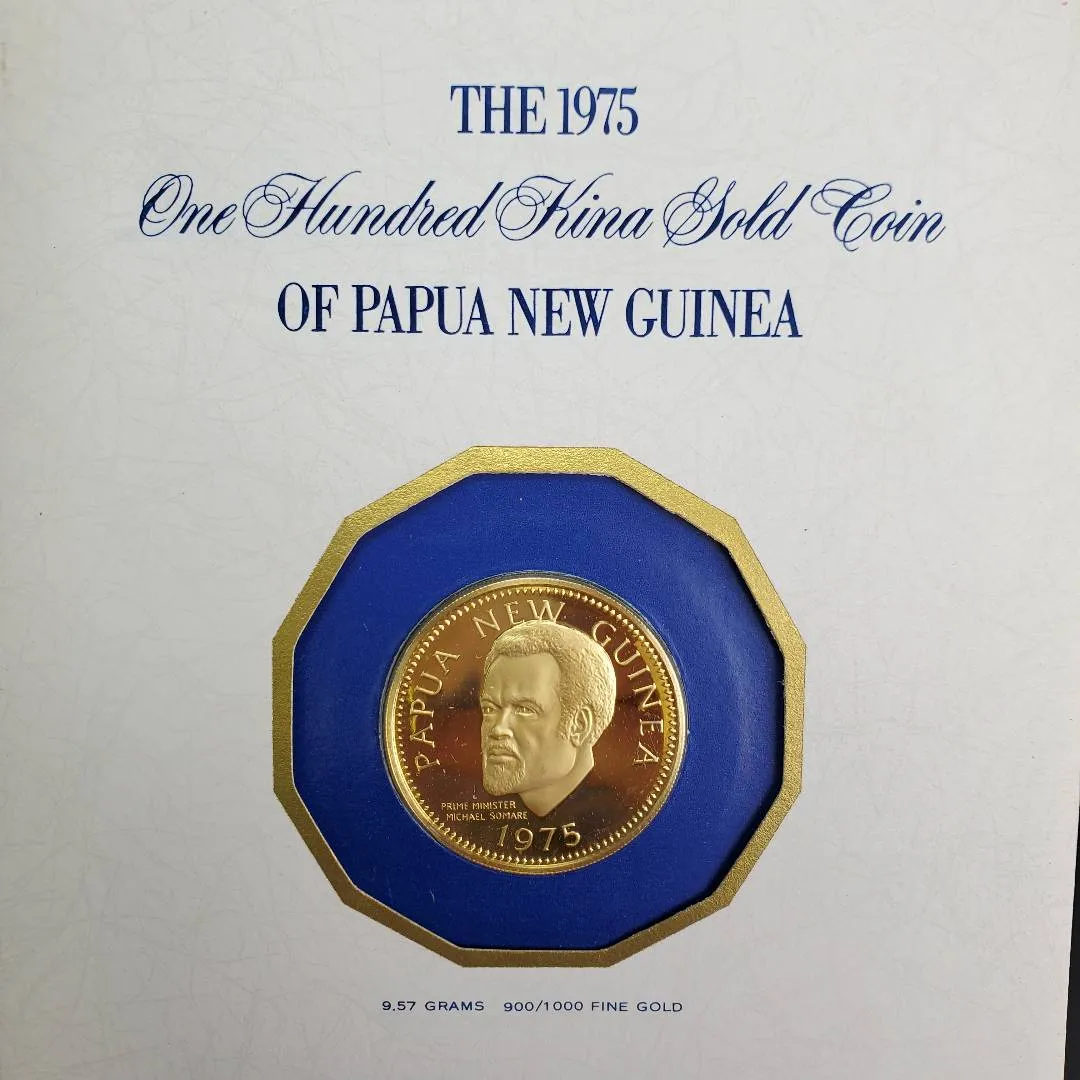 THE 1975
One Hundred Kina Gold Coin
OF PAPUA NEW GUINEA
PAPUA NEW GUINEA
PRIME MINISTER
MICHAEL SOMARE
1975
9.57 GRAMS 900/1000 FINE GOLD